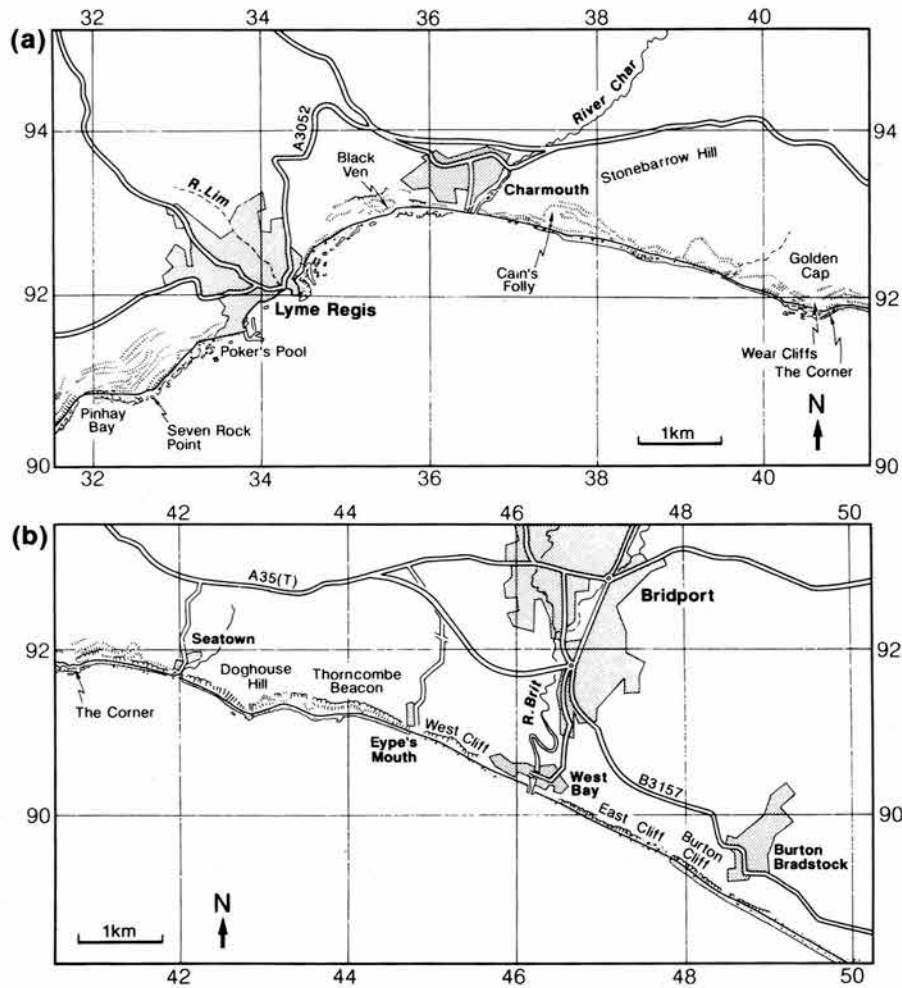 (a)
32
34
36
38
40
94
94
92
92
90
90
A3052
River Char
Black
Ven
Charmouth
Stonebarrow Hill
R. Lim
Cain's
Folly
Golden
Cap
Lyme Regis
Poker's Pool
Wear Cliffs
The Corner
Pinhay
Bay
Seven Rock
Point
1km
N
32
34
36
38
40
(b)
42
44
46
48
50
A35(T)
Bridport
92
92
Seatown
Doghouse
Hill
Thorncombe
Beacon
The Corner
R. Brit
West Cliff
Eype's
Mouth
West
Bay
B3157
90
90
East Cliff
Burton
Cliff
Burton
Bradstock
N
1km
42
44
46
48
50